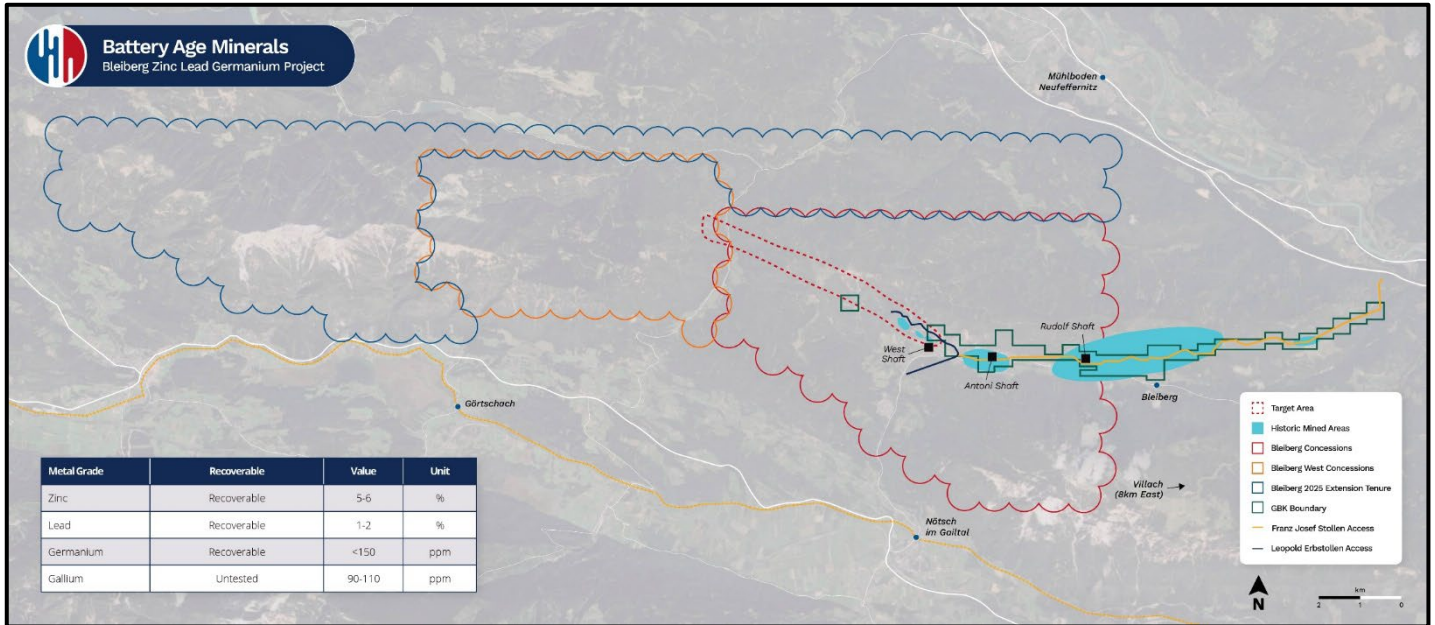 Battery Age Minerals
Bleiberg Zinc Lead Germanium Project
Mühlboden
Neufeffernitz
Rudolf Shaft
West
Shaft
Antoni Shaft
Bleiberg
Görtschach
Villach
(8km East)
Nötsch
im Gailtal
Metal Grade Recoverable Value Unit
Zinc Recoverable 5-6 %
Lead Recoverable 1-2 %
Germanium Recoverable <150 ppm
Gallium Untested 90-110 ppm
Target Area
Historic Mined Areas
Bleiberg Concessions
Bleiberg West Concessions
Bleiberg 2025 Extension Tenure
GBK Boundary
Franz Josef Stollen Access
Leopold Erbstollen Access
N
km
2 1 0